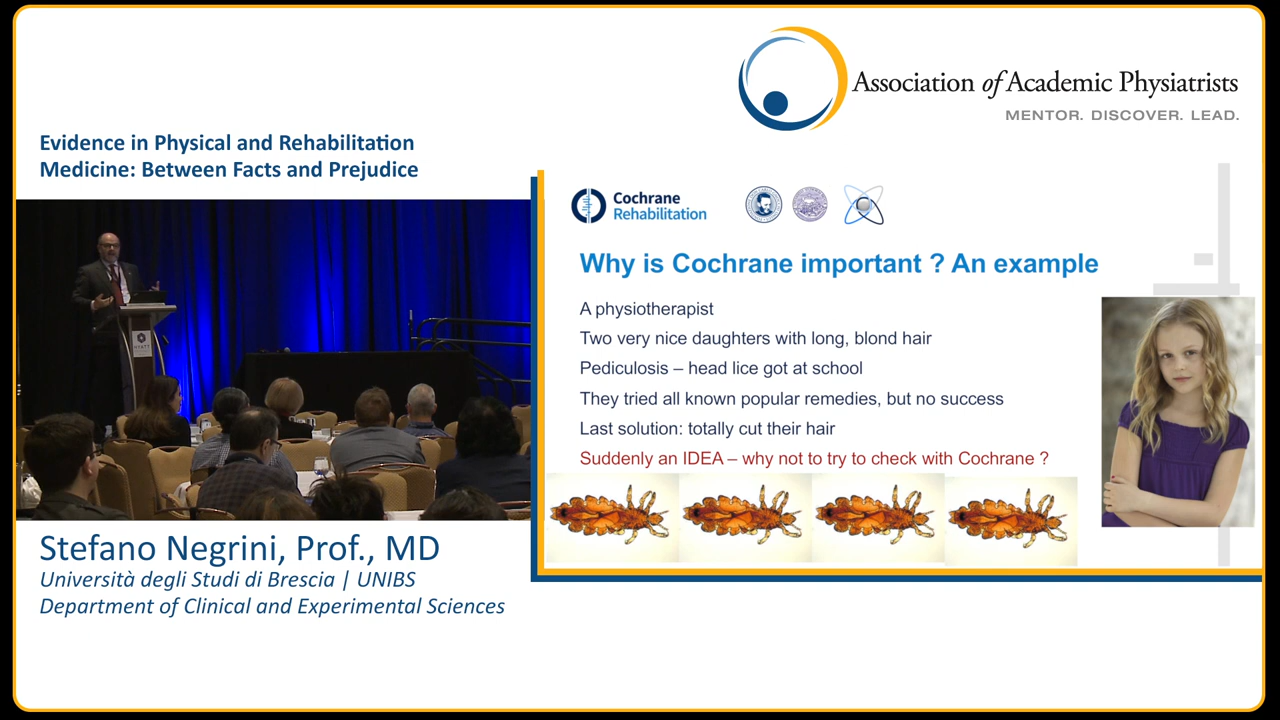 Association of Academic Physiatrists
MENTOR. DISCOVER. LEAD.
Evidence in Physical and Rehabilitation
Medicine: Between Facts and Prejudice
Cochrane
Rehabilitation
Why is Cochrane important ? An example
A physiotherapist
Two very nice daughters with long, blond hair
Pediculosis – head lice got at school
They tried all known popular remedies, but no success
Last solution: totally cut their hair
Suddenly an IDEA – why not to try to check with Cochrane ?
HYATT
Stefano Negrini, Prof., MD
Università degli Studi di Brescia | UNIBS
Department of Clinical and Experimental Sciences